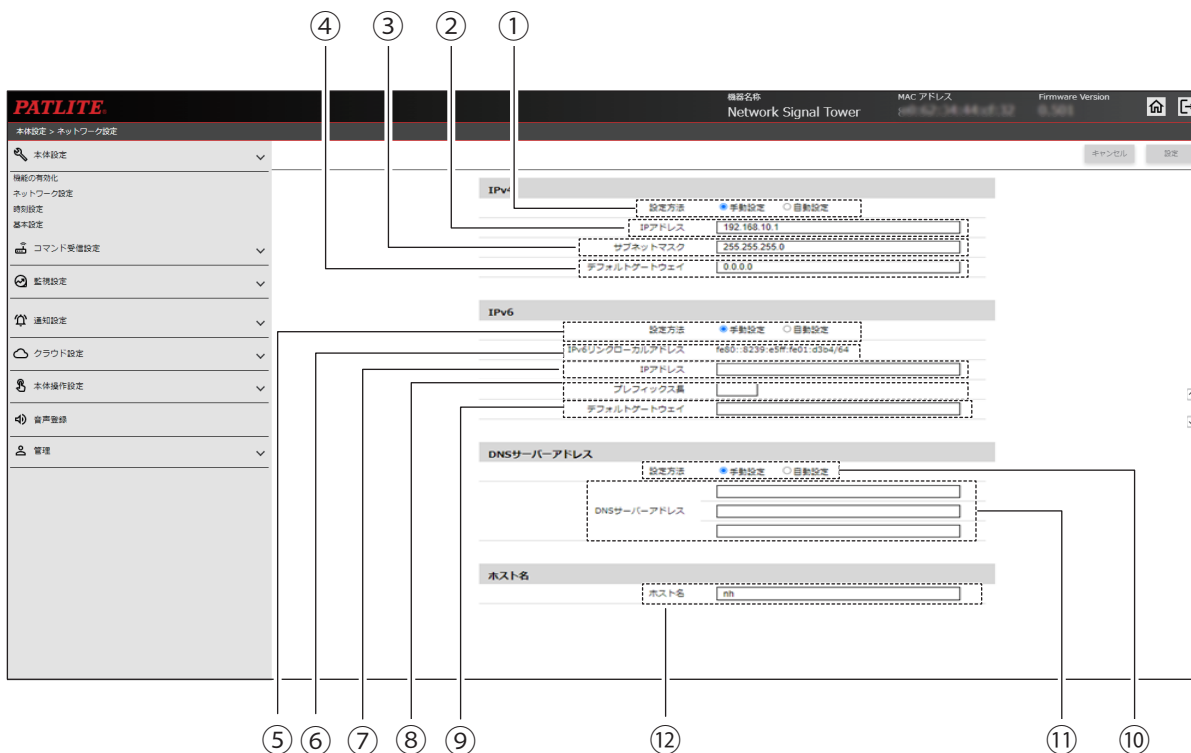 ④ ③ ② ①
PATLITE
機器名称
Network Signal Tower
MAC アドレス
Firmware Version
本体設定 > ネットワーク設定
本体設定
機能の有効化
ネットワーク設定
時刻設定
基本設定
コマンド受信設定
監視設定
通知設定
クラウド設定
本体操作設定
音声登録
管理
キャンセル 設定
IPv4
設定方法 手動設定 自動設定
IPアドレス 192.168.10.1
サブネットマスク 255.255.255.0
デフォルトゲートウェイ 0.0.0.0
IPv6
設定方法 手動設定 自動設定
IPv6リンクローカルアドレス fe80::8239:e5ff:fe01:d3b4/64
IPアドレス
プレフィックス長
デフォルトゲートウェイ
DNSサーバーアドレス
設定方法 手動設定 自動設定
DNSサーバーアドレス
ホスト名
ホスト名 nh
⑤ ⑥ ⑦ ⑧ ⑨ ⑫ ⑪ ⑩